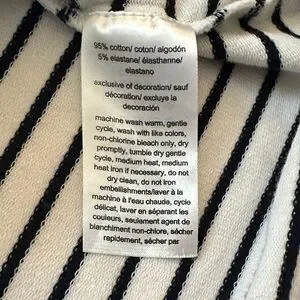 95% cotton/ coton/ algodón
5% elastane/ élasthanne/
elastano
exclusive of decoration/ sauf
décoration/ excluye la
decoración
machine wash warm, gentle
cycle, wash with like colors,
non-chlorine bleach only, dry
promptly, tumble dry gentle
cycle, medium heat, medium
heat iron if necessary, do not
dry clean, do not iron
embellishments/laver à la
machine à l'eau chaude, cycle
délicat, laver en séparant les
couleurs, seulement agent de
blanchiment non-chlore, sécher
rapidement, sécher par